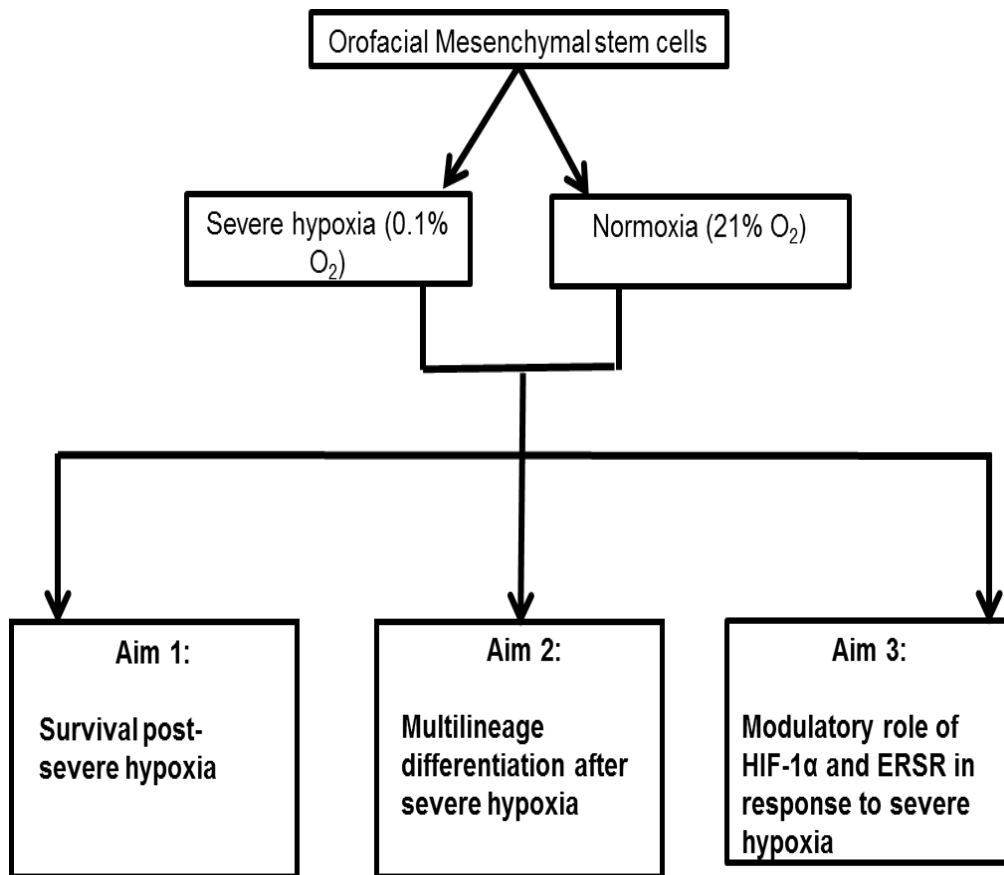 Orofacial Mesenchymal stem cells
Severe hypoxia (0.1%
O₂)
Normoxia (21% O₂)
Aim 1:
Survival post-
severe hypoxia
Aim 2:
Multilineage
differentiation after
severe hypoxia
Aim 3:
Modulatory role of
HIF-1α and ERSR in
response to severe
hypoxia